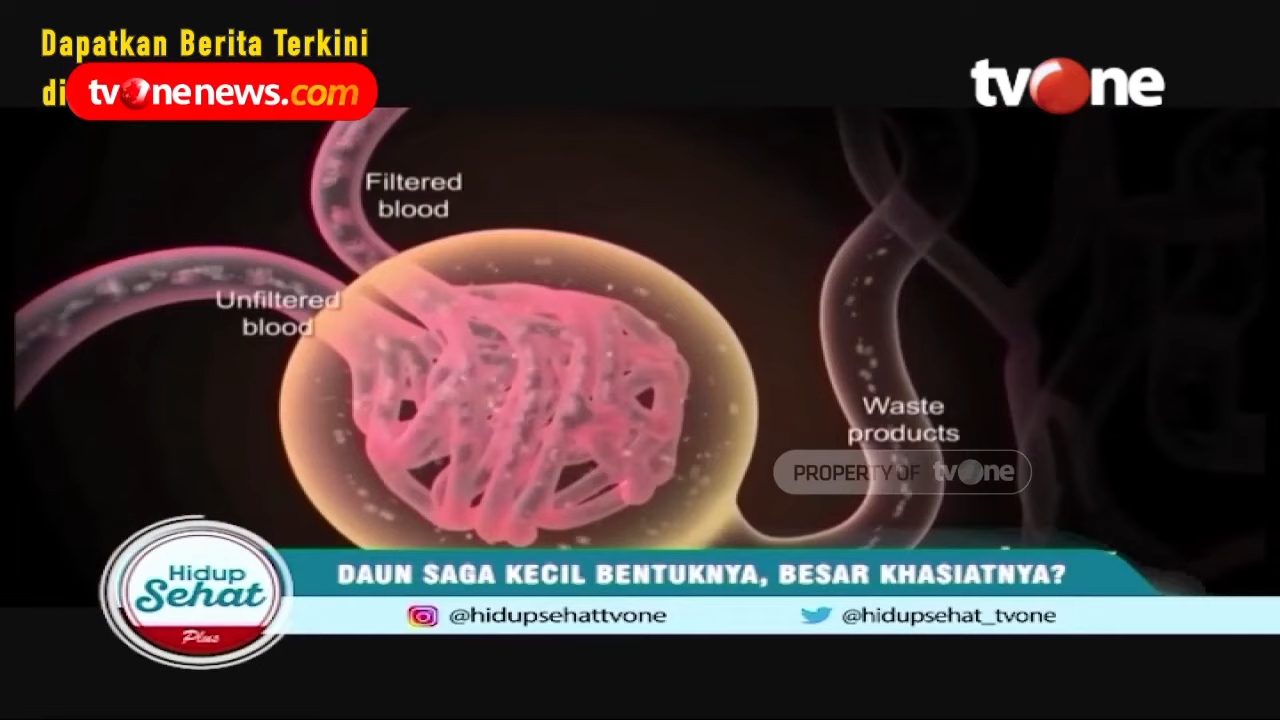 Dapatkan Berita Terkini
di tvonenews.com
tvone
Filtered
blood
Unfiltered
blood
Waste
products
PROPERTY OF tvone
Hidup
Sehat
Plus
DAUN SAGA KECIL BENTUKNYA, BESAR KHASIATNYA?
@hidupsehattvone
@hidupsehat_tvone